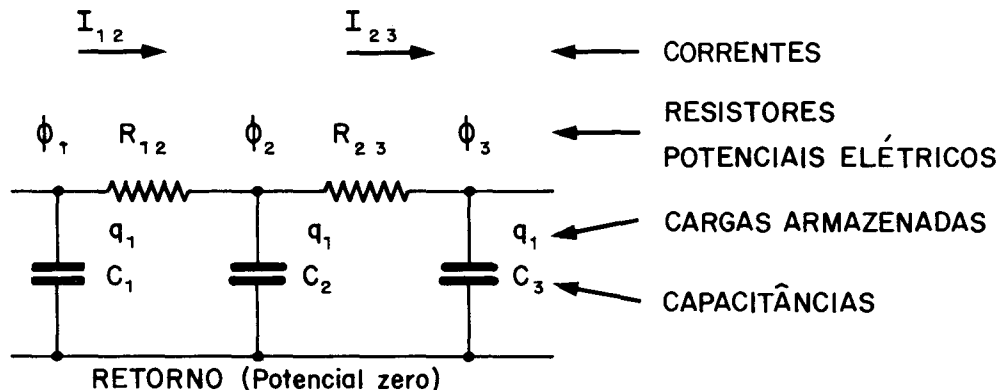 I₁₂ I₂₃
CORRENTES
ϕ₁ R₁₂ ϕ₂ R₂₃ ϕ₃
RESISTORES
POTENCIAIS ELÉTRICOS
q₁ q₁ q₁
CARGAS ARMAZENADAS
C₁ C₂ C₃
CAPACITÂNCIAS
RETORNO (Potencial zero)